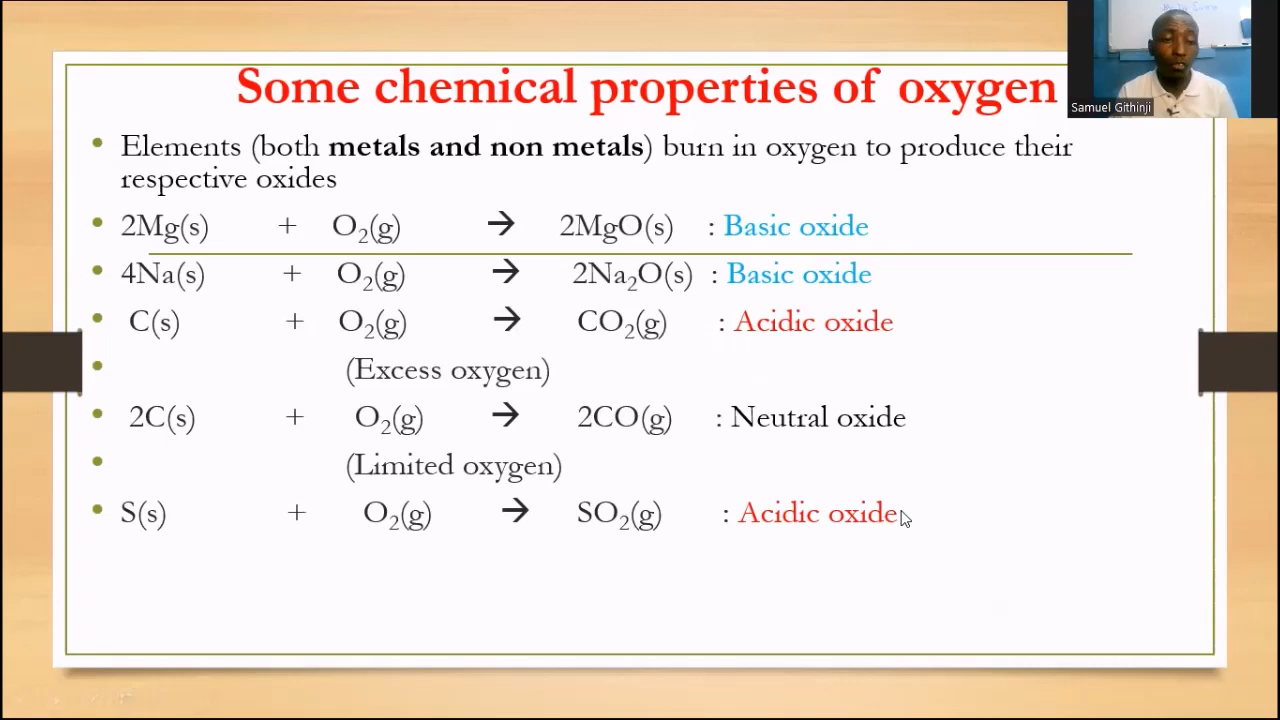 Some chemical properties of oxygen
Samuel Githinji
• Elements (both metals and non metals) burn in oxygen to produce their
respective oxides
• 2Mg(s) + O₂(g) → 2MgO(s) : Basic oxide
• 4Na(s) + O₂(g) → 2Na₂O(s) : Basic oxide
• C(s) + O₂(g) → CO₂(g) : Acidic oxide
• (Excess oxygen)
• 2C(s) + O₂(g) → 2CO(g) : Neutral oxide
• (Limited oxygen)
• S(s) + O₂(g) → SO₂(g) : Acidic oxide